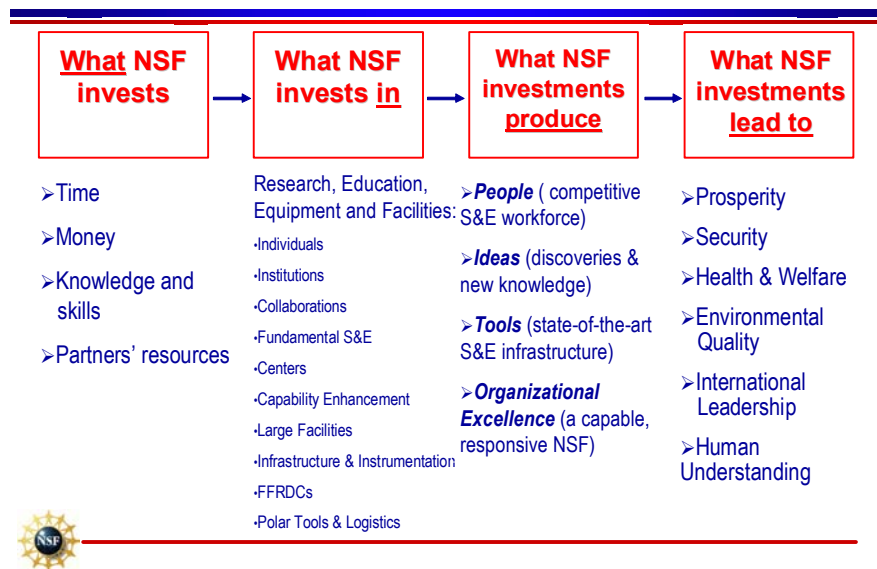 What NSF
invests
What NSF
invests in
What NSF
investments
produce
What NSF
investments
lead to
➢Time
➢Money
➢Knowledge and
skills
➢Partners’ resources
Research, Education,
Equipment and Facilities:
•Individuals
•Institutions
•Collaborations
•Fundamental S&E
•Centers
•Capability Enhancement
•Large Facilities
•Infrastructure & Instrumentation
•FFRDCs
•Polar Tools & Logistics
➢People ( competitive
S&E workforce)
➢Ideas (discoveries &
new knowledge)
➢Tools (state-of-the-art
S&E infrastructure)
➢Organizational
Excellence (a capable,
responsive NSF)
➢Prosperity
➢Security
➢Health & Welfare
➢Environmental
Quality
➢International
Leadership
➢Human
Understanding
NSF